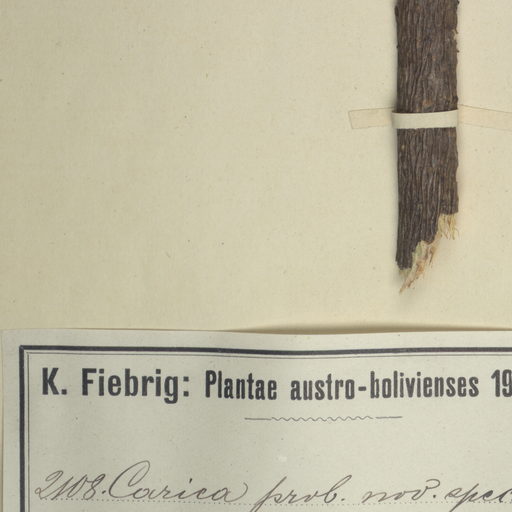 K. Fiebrig: Plantae austro-bolivienses 19
2108. Carica prob. nov. spec